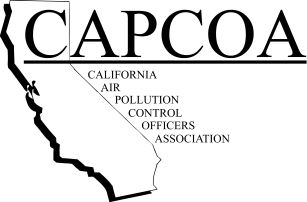 CAPCOA
CALIFORNIA
AIR
POLLUTION
CONTROL
OFFICERS
ASSOCIATION